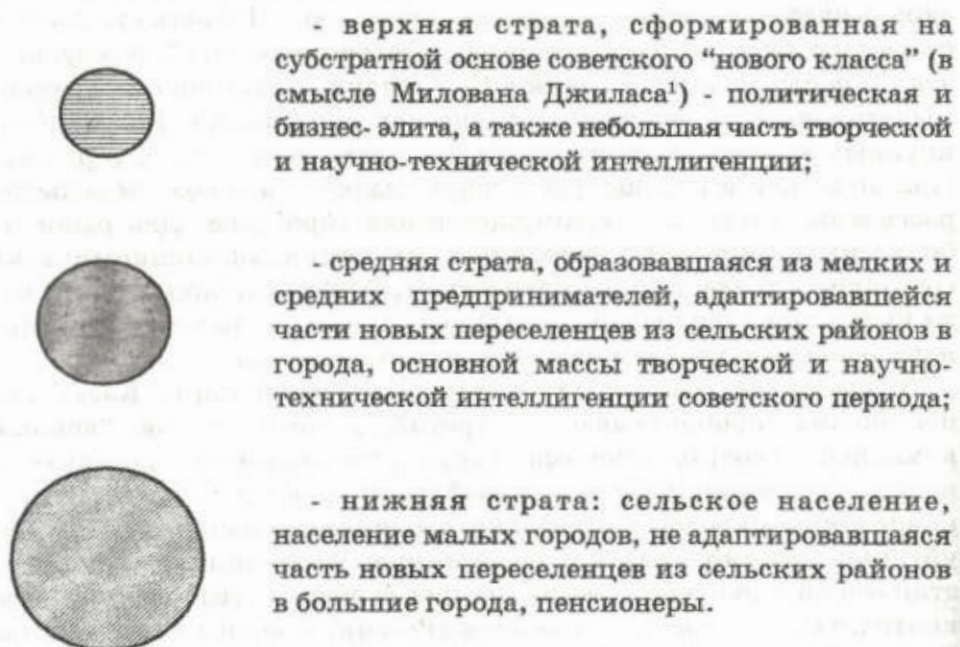 - верхняя страта, сформированная на
субстратной основе советского “нового класса” (в
смысле Милована Джиласа¹) - политическая и
бизнес- элита, а также небольшая часть творческой
и научно-технической интеллигенции;
- средняя страта, образовавшаяся из мелких и
средних предпринимателей, адаптировавшейся
части новых переселенцев из сельских районов в
города, основной массы творческой и научно-
технической интеллигенции советского периода;
- нижняя страта: сельское население,
население малых городов, не адаптировавшаяся
часть новых переселенцев из сельских районов
в большие города, пенсионеры.